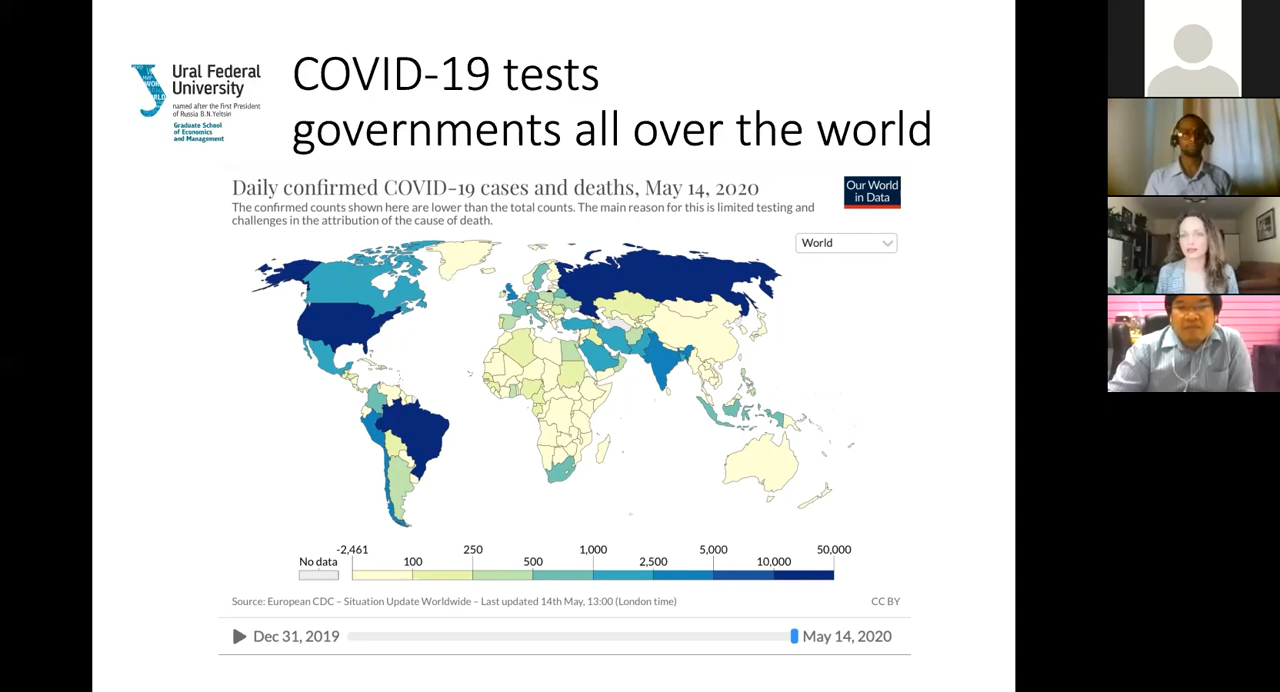 Ural Federal
University
named after the first President
of Russia B.N.Yeltsin
Graduate School
of Economics
and Management
COVID-19 tests
governments all over the world
Daily confirmed COVID-19 cases and deaths, May 14, 2020
The confirmed counts shown here are lower than the total counts. The main reason for this is limited testing and
challenges in the attribution of the cause of death.
Our World
in Data
World
No data
-2,461
100
250
500
1,000
2,500
5,000
10,000
50,000
Source: European CDC – Situation Update Worldwide – Last updated 14th May, 13:00 (London time)
CC BY
Dec 31, 2019
May 14, 2020